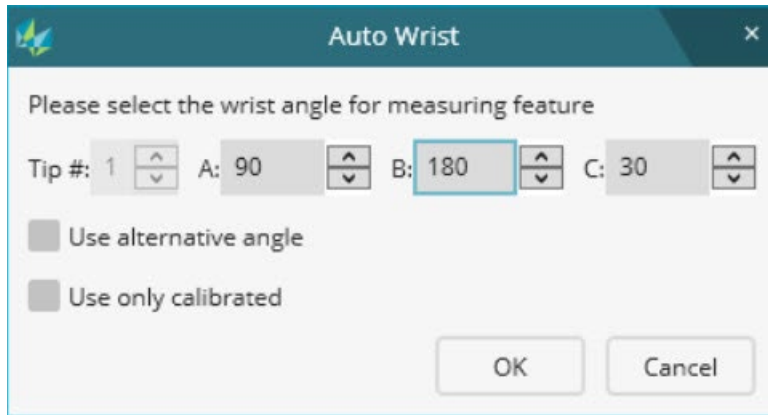 Auto Wrist
Please select the wrist angle for measuring feature
Tip #: 1 A: 90 B: 180 C: 30
Use alternative angle
Use only calibrated
OK Cancel